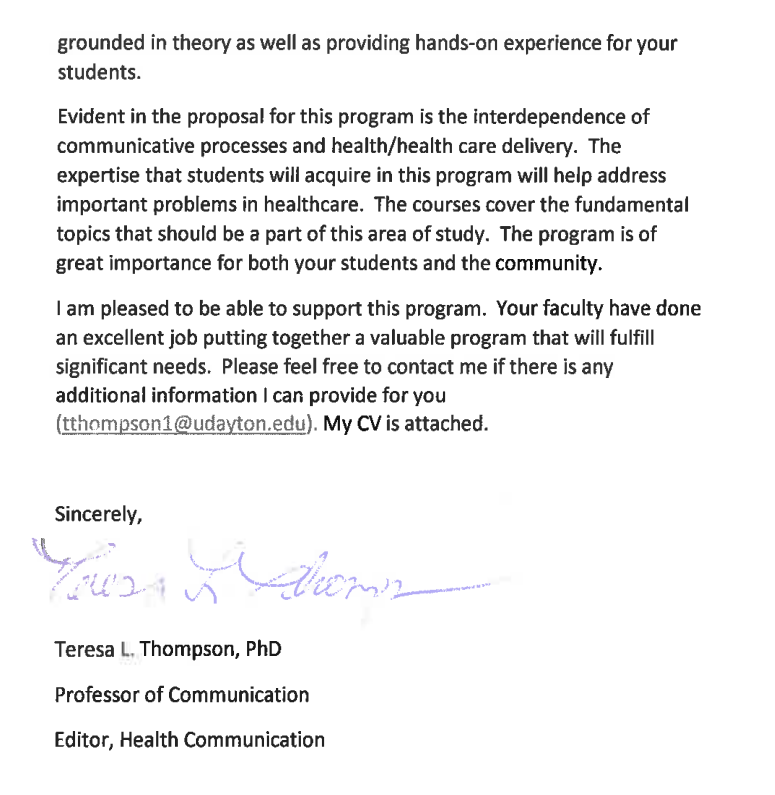 grounded in theory as well as providing hands-on experience for your
students.
Evident in the proposal for this program is the interdependence of
communicative processes and health/health care delivery.  The
expertise that students will acquire in this program will help address
important problems in healthcare.  The courses cover the fundamental
topics that should be a part of this area of study.  The program is of
great importance for both your students and the community.
I am pleased to be able to support this program.  Your faculty have done
an excellent job putting together a valuable program that will fulfill
significant needs.  Please feel free to contact me if there is any
additional information I can provide for you
(tthompson1@udayton.edu). My CV is attached.
Sincerely,
Teresa L. Thompson
Teresa L. Thompson, PhD
Professor of Communication
Editor, Health Communication